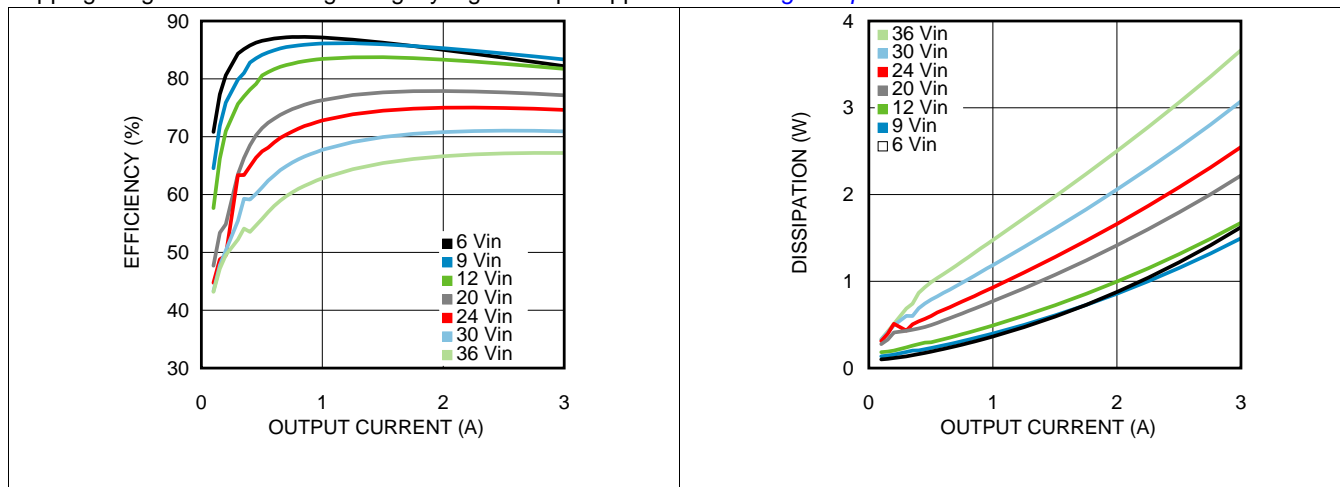 90
80
70
60
50
40
30
EFFICIENCY (%)
6 Vin
9 Vin
12 Vin
20 Vin
24 Vin
30 Vin
36 Vin
0 1 2 3
OUTPUT CURRENT (A)
4
3
2
1
0
DISSIPATION (W)
36 Vin
30 Vin
24 Vin
20 Vin
12 Vin
9 Vin
6 Vin
0 1 2 3
OUTPUT CURRENT (A)